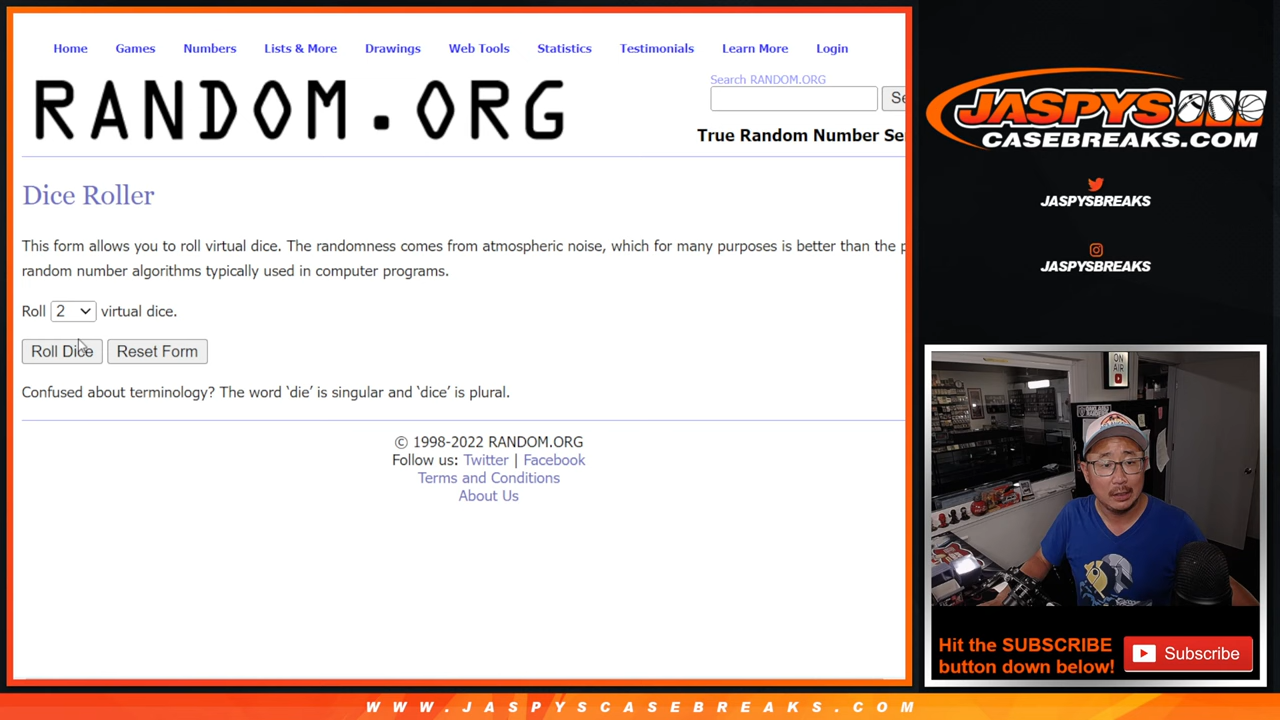 Home Games Numbers Lists & More Drawings Web Tools Statistics Testimonials Learn More Login
RANDOM.ORG
Search RANDOM.ORG
Se
True Random Number Se
Dice Roller
This form allows you to roll virtual dice. The randomness comes from atmospheric noise, which for many purposes is better than the p
random number algorithms typically used in computer programs.
Roll 2 virtual dice.
Roll Dice Reset Form
Confused about terminology? The word ‘die’ is singular and ‘dice’ is plural.
© 1998-2022 RANDOM.ORG
Follow us: Twitter | Facebook
Terms and Conditions
About Us
JASPYS
CASEBREAKS.COM
JASPYSBREAKS
JASPYSBREAKS
ON
AIR
Hit the SUBSCRIBE
button down below!
Subscribe
WWW.JASPYSCASEBREAKS.COM